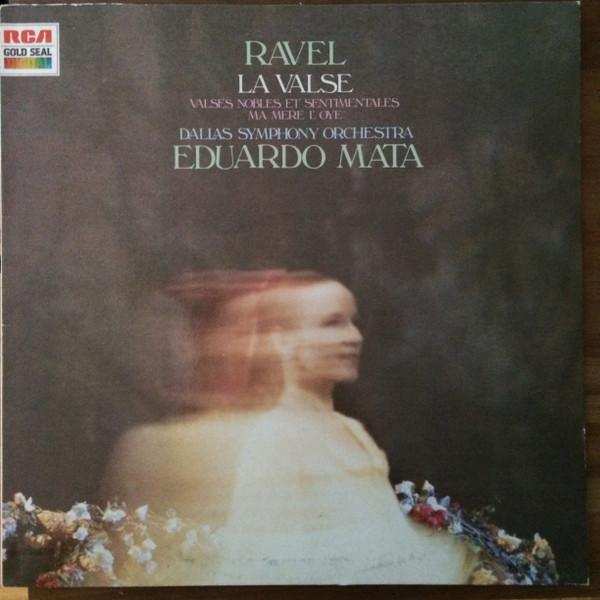 RCA
GOLD SEAL
RAVEL
LA VALSE
VALSES NOBLES ET SENTIMENTALES
MA MERE L'OYE
DALLAS SYMPHONY ORCHESTRA
EDUARDO MATA